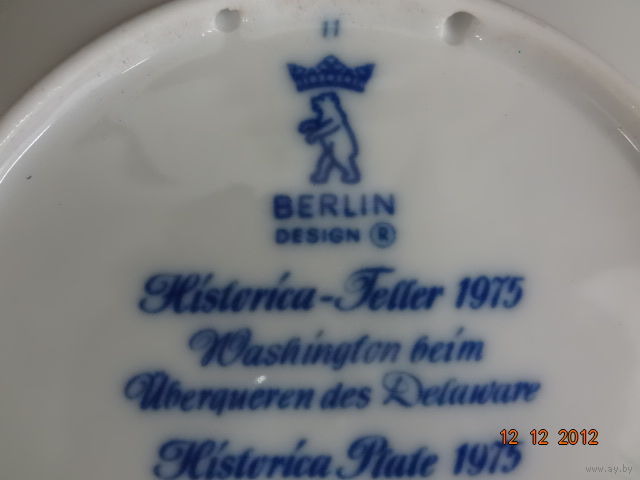 11
BERLIN
DESIGN ®
Historica-Teller 1975
Washington beim
Überqueren des Delaware
Historica Plate 1975
12 12 2012
www.ay.by